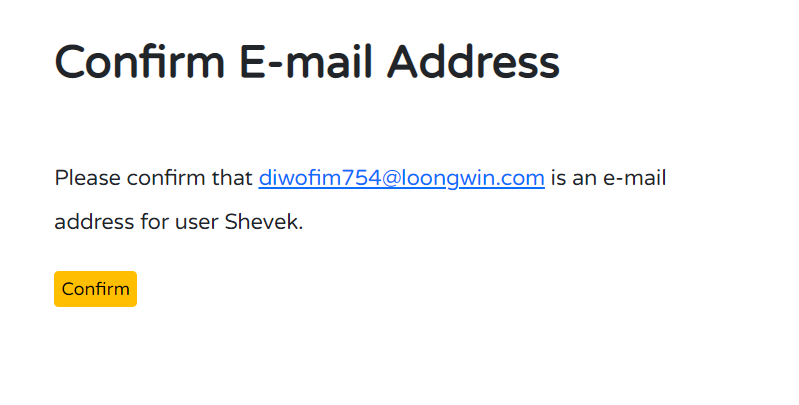 Confirm E-mail Address
Please confirm that diwofim754@loongwin.com is an e-mail
address for user Shevek.
Confirm